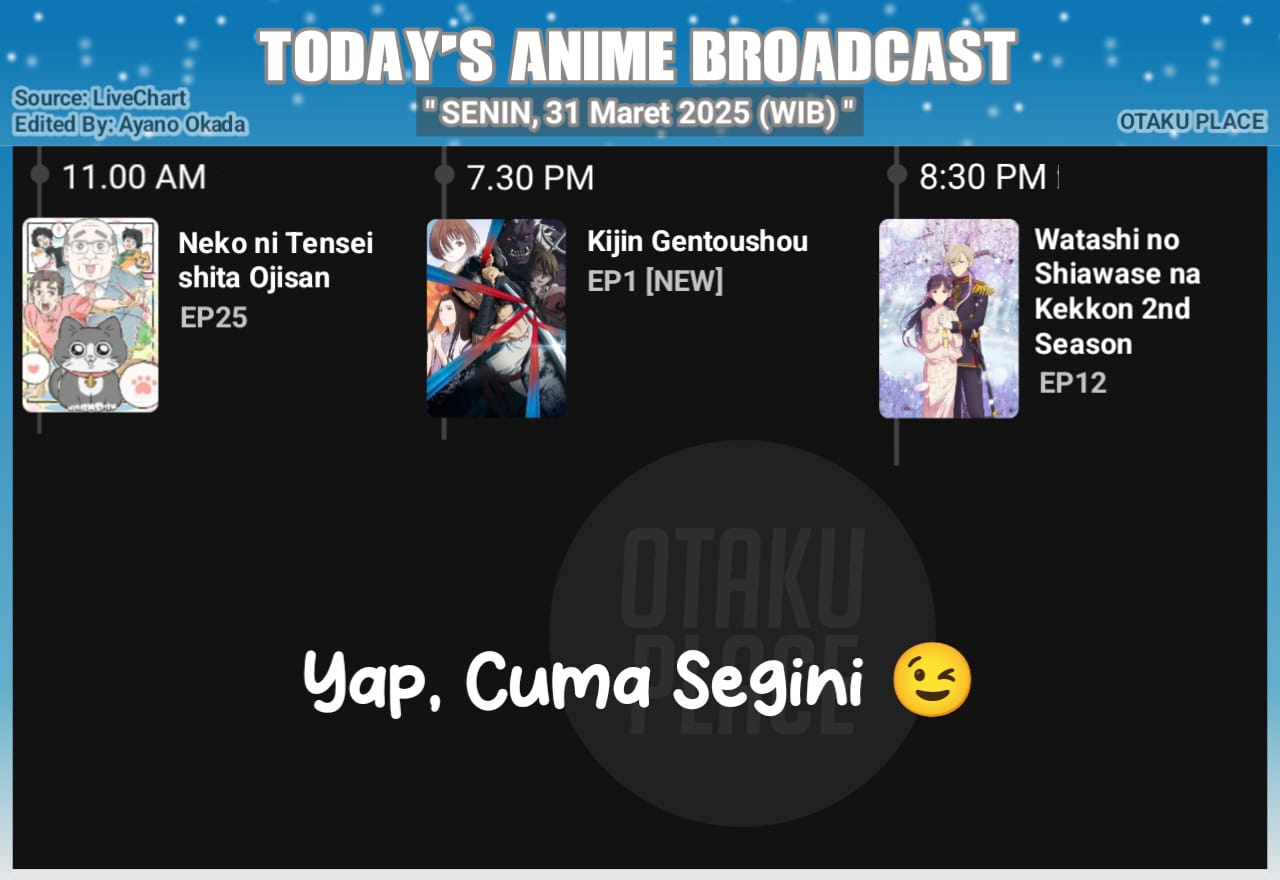 TODAY'S ANIME BROADCAST
" SENIN, 31 Maret 2025 (WIB) "
Source: LiveChart
Edited By: Ayano Okada
OTAKU PLACE
11.00 AM
Neko ni Tensei
shita Ojisan
EP25
7.30 PM
Kijin Gentoushou
EP1 [NEW]
8:30 PM
Watashi no
Shiawase na
Kekkon 2nd
Season
EP12
OTAKU
PLACE
Yap, Cuma Segini 😉